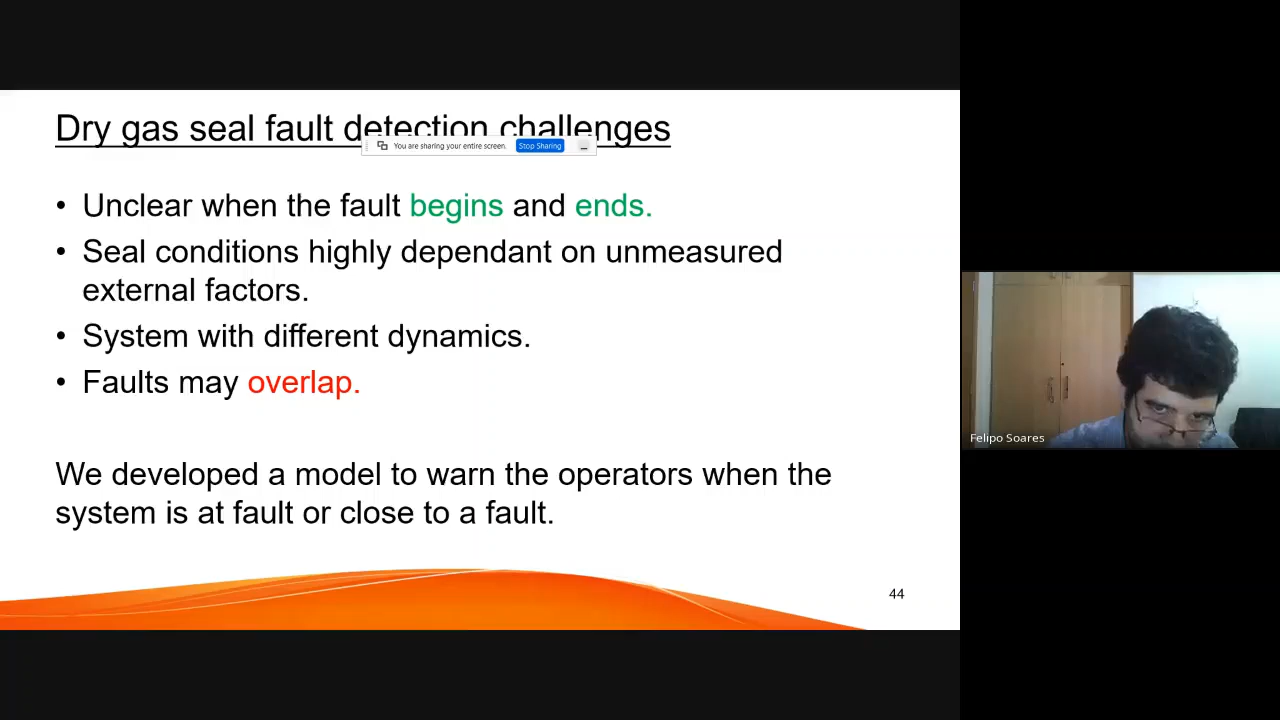 Dry gas seal fault detection challenges
You are sharing your entire screen. Stop Sharing
• Unclear when the fault begins and ends.
• Seal conditions highly dependant on unmeasured
external factors.
• System with different dynamics.
• Faults may overlap.
Felipo Soares
We developed a model to warn the operators when the
system is at fault or close to a fault.
44